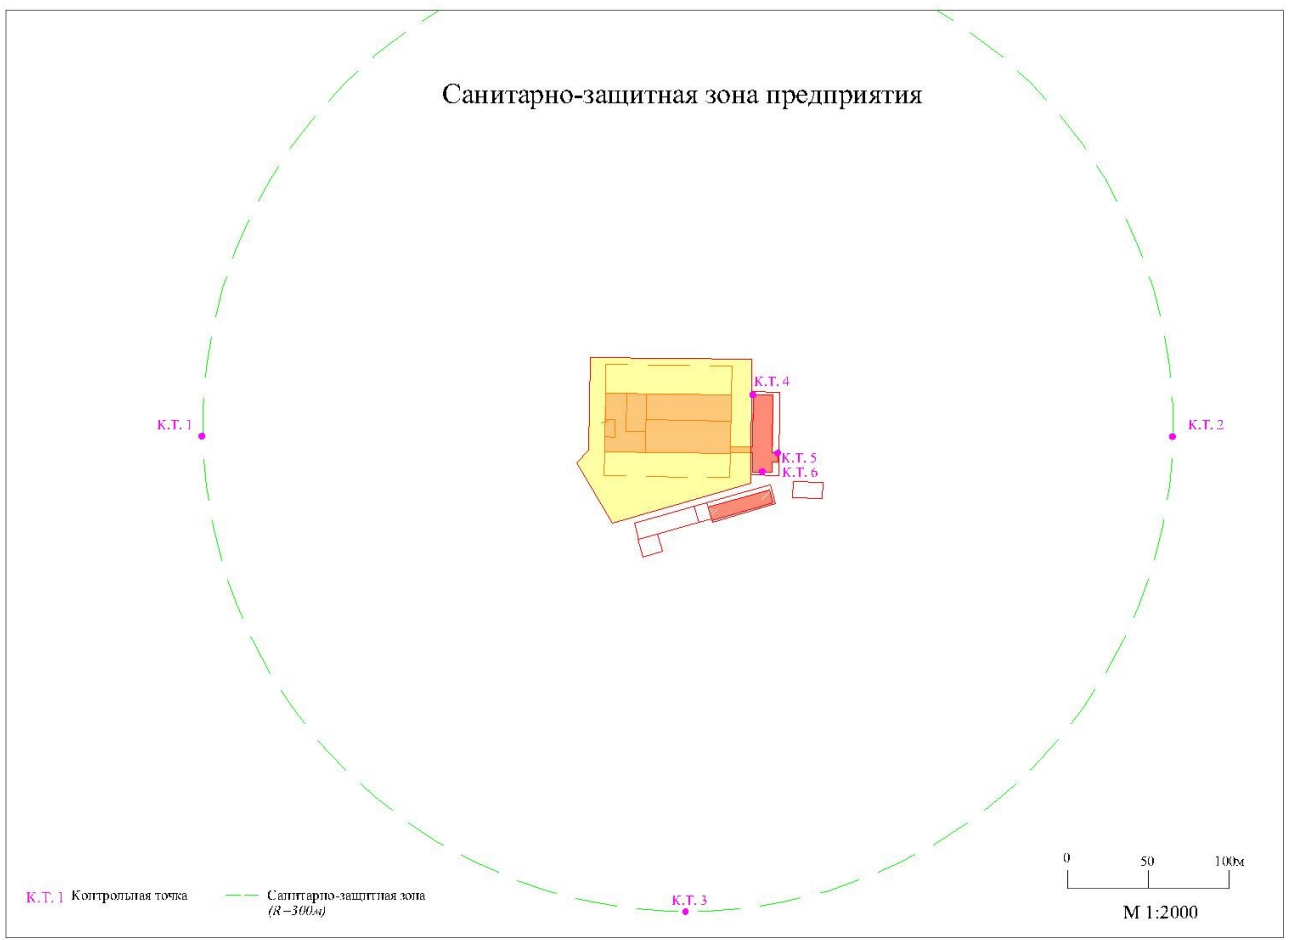 Санитарно-защитная зона предприятия
К.Т. 4
К.Т. 1
К.Т. 2
К.Т. 5
К.Т. 6
0 50 100м
М 1:2000
К.Т. 3
К.Т. 1 Контрольная точка
Санитарно-защитная зона
(R=300м)